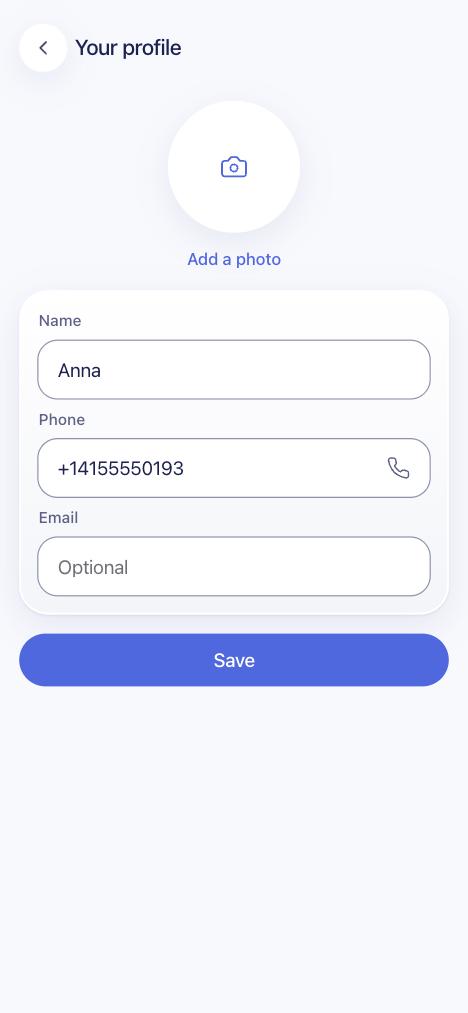 Your profile
Add a photo
Name
Anna
Phone
+14155550193
Email
Optional
Save